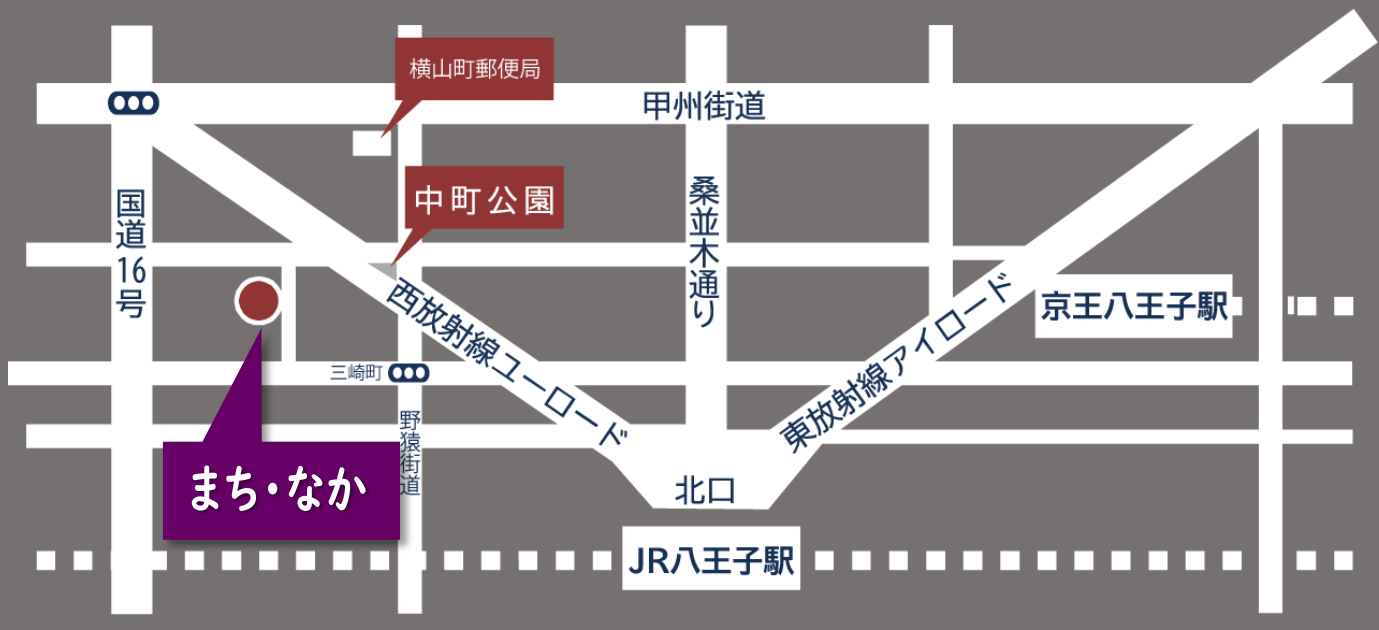 横山町郵便局
甲州街道
中町公園
国道16号
桑並木通り
西放射線ユーロード
東放射線アイロード
京王八王子駅
三崎町
野猿街道
まち・なか
北口
JR八王子駅